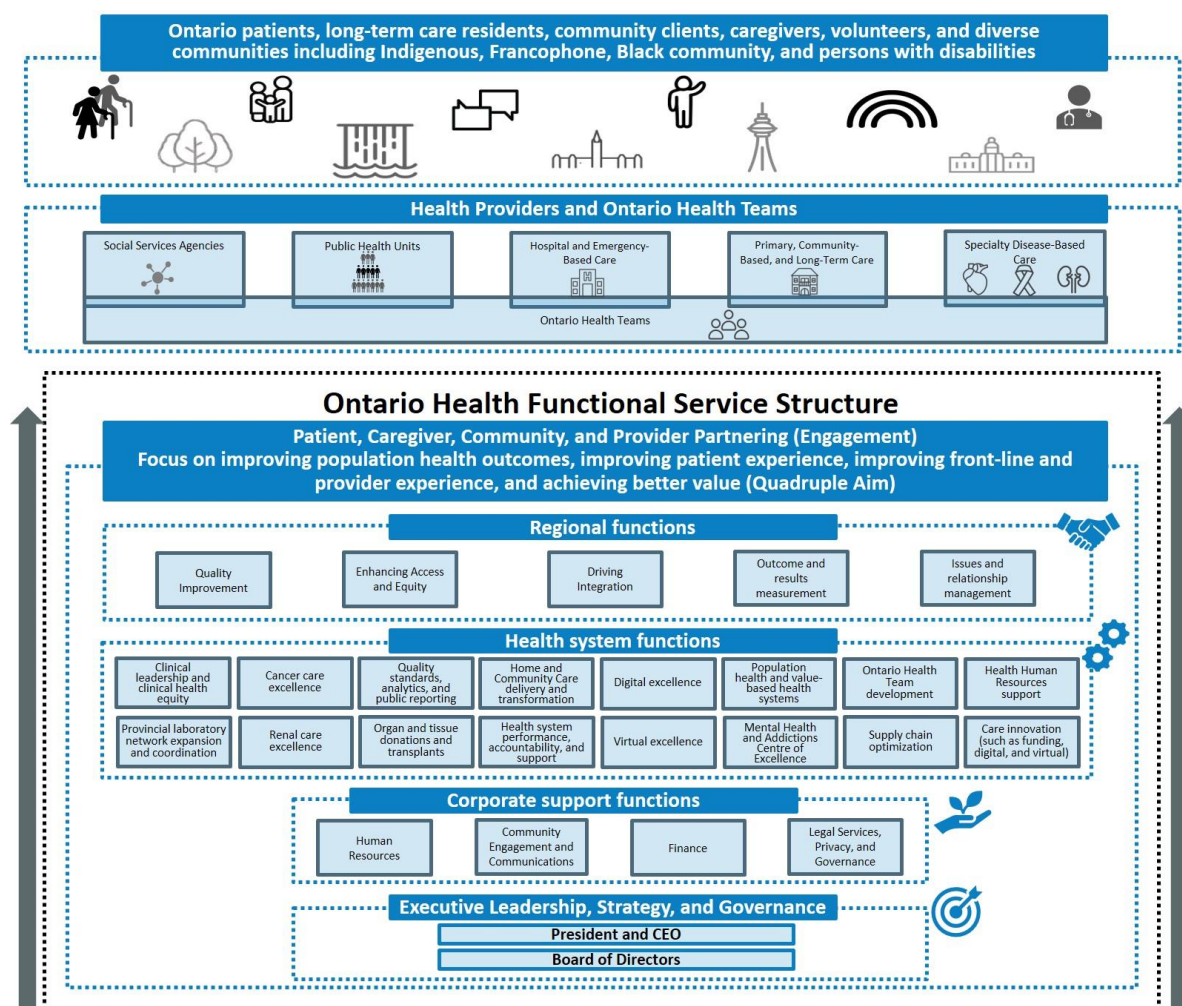 Ontario patients, long-term care residents, community clients, caregivers, volunteers, and diverse
communities including Indigenous, Francophone, Black community, and persons with disabilities
Health Providers and Ontario Health Teams
Social Services Agencies
Public Health Units
Hospital and Emergency-
Based Care
H
Primary, Community-
Based, and Long-Term Care
Specialty Disease-Based
Care
Ontario Health Teams
Ontario Health Functional Service Structure
Patient, Caregiver, Community, and Provider Partnering (Engagement)
Focus on improving population health outcomes, improving patient experience, improving front-line and
provider experience, and achieving better value (Quadruple Aim)
Regional functions
Quality
Improvement
Enhancing Access
and Equity
Driving
Integration
Outcome and
results
measurement
Issues and
relationship
management
Health system functions
Clinical
leadership and
clinical health
equity
Cancer care
excellence
Quality
standards,
analytics, and
public reporting
Home and
Community Care
delivery and
transformation
Digital excellence
Population
health and value-
based health
systems
Ontario Health
Team
development
Health Human
Resources
support
Provincial laboratory
network expansion
and coordination
Renal care
excellence
Organ and tissue
donations and
transplants
Health system
performance,
accountability, and
support
Virtual excellence
Mental Health
and Addictions
Centre of
Excellence
Supply chain
optimization
Care innovation
(such as funding,
digital, and virtual)
Corporate support functions
Human
Resources
Community
Engagement and
Communications
Finance
Legal Services,
Privacy, and
Governance
Executive Leadership, Strategy, and Governance
President and CEO
Board of Directors